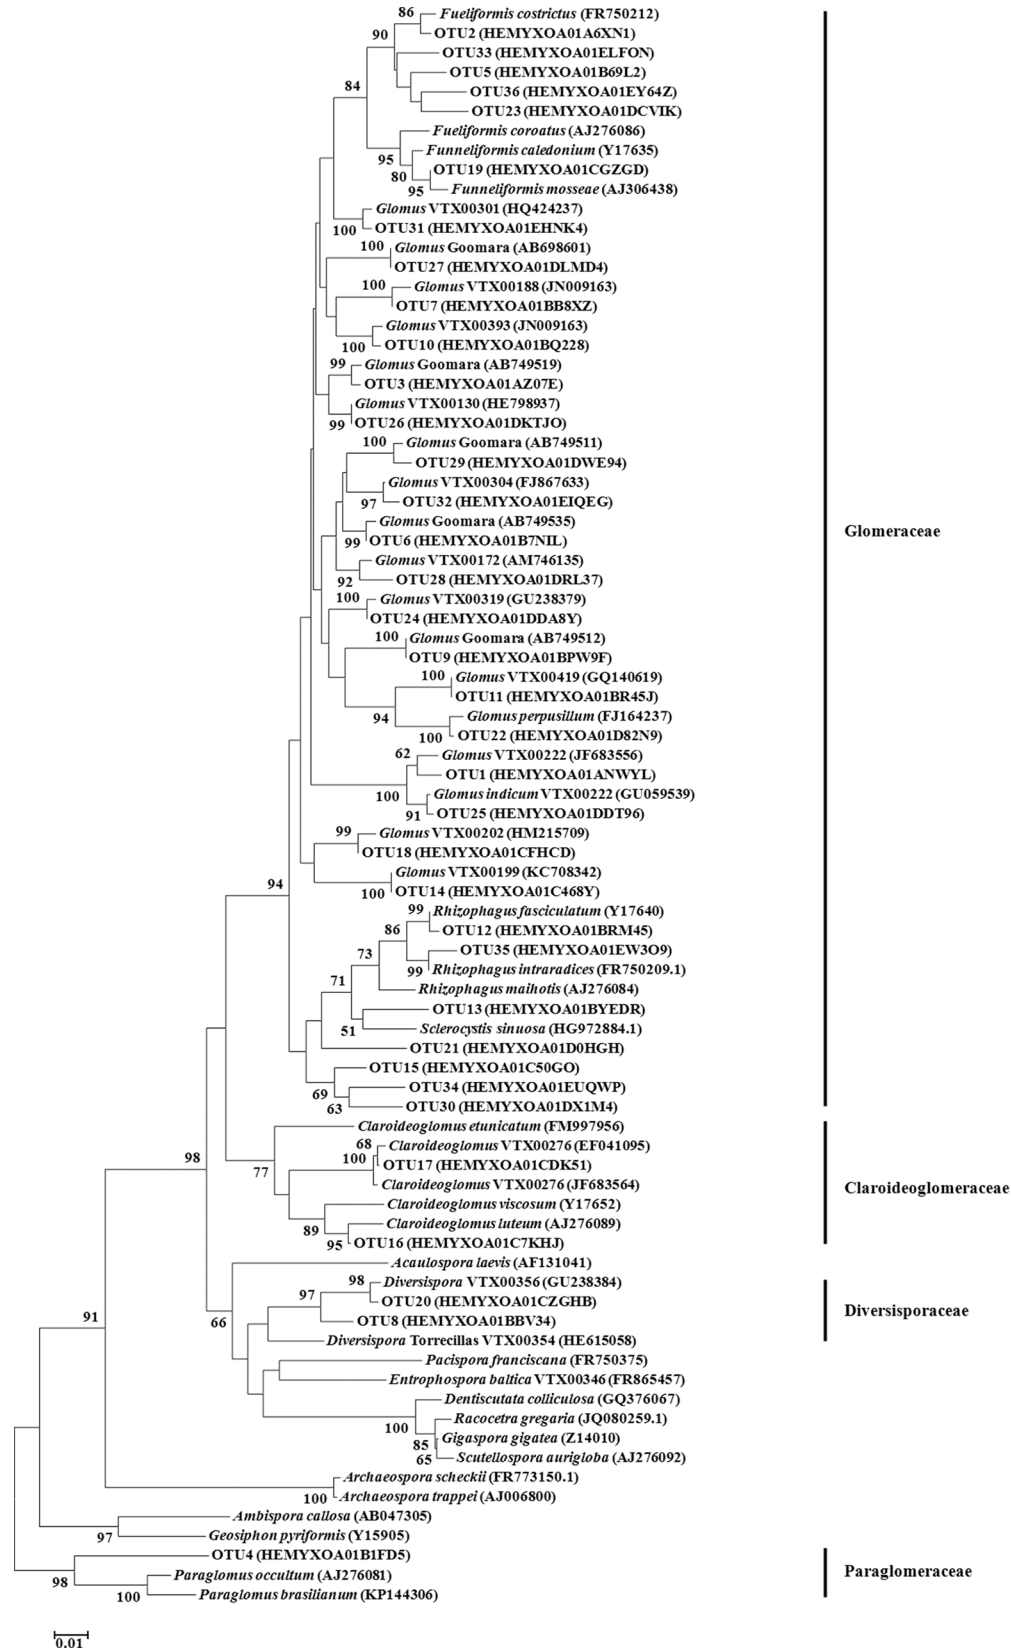 86
Fueliformis costrictus (FR750212)
90
OTU2 (HEMYXOA01A6XN1)
OTU33 (HEMYXOA01ELFON)
OTU5 (HEMYXOA01B69L2)
84
OTU36 (HEMYXOA01EY64Z)
OTU23 (HEMYXOA01DCVIK)
Fueliformis coroatus (AJ276086)
95
Funneliformis caledonium (Y17635)
80
OTU19 (HEMYXOA01CGZGD)
95
Funneliformis mosseae (AJ306438)
Glomus VTX00301 (HQ424237)
100
OTU31 (HEMYXOA01EHNK4)
100
Glomus Goomara (AB698601)
OTU27 (HEMYXOA01DLMD4)
100
Glomus VTX00188 (JN009163)
OTU7 (HEMYXOA01BB8XZ)
Glomus VTX00393 (JN009163)
100
OTU10 (HEMYXOA01BQ228)
99
Glomus Goomara (AB749519)
OTU3 (HEMYXOA01AZ07E)
Glomus VTX00130 (HE798937)
99
OTU26 (HEMYXOA01DKTJO)
100
Glomus Goomara (AB749511)
OTU29 (HEMYXOA01DWE94)
Glomus VTX00304 (FJ867633)
97
OTU32 (HEMYXOA01EIQEG)
Glomus Goomara (AB749535)
Glomeraceae
99
OTU6 (HEMYXOA01B7NIL)
Glomus VTX00172 (AM746135)
92
OTU28 (HEMYXOA01DRL37)
100
Glomus VTX00319 (GU238379)
OTU24 (HEMYXOA01DDA8Y)
100
Glomus Goomara (AB749512)
OTU9 (HEMYXOA01BPW9F)
100
Glomus VTX00419 (GQ140619)
OTU11 (HEMYXOA01BR45J)
94
Glomus perpusillum (FJ164237)
100
OTU22 (HEMYXOA01D82N9)
62
Glomus VTX00222 (JF683556)
OTU1 (HEMYXOA01ANWYL)
100
Glomus indicum VTX00222 (GU059539)
91
OTU25 (HEMYXOA01DDT96)
99
Glomus VTX00202 (HM215709)
OTU18 (HEMYXOA01CFHCD)
Glomus VTX00199 (KC708342)
94
100
OTU14 (HEMYXOA01C468Y)
99
Rhizophagus fasciculatum (Y17640)
86
OTU12 (HEMYXOA01BRM45)
73
OTU35 (HEMYXOA01EW3O9)
99
Rhizophagus intraradices (FR750209.1)
71
Rhizophagus maihotis (AJ276084)
OTU13 (HEMYXOA01BYEDR)
51
Sclerocystis sinuosa (HG972884.1)
OTU21 (HEMYXOA01D0HGH)
OTU15 (HEMYXOA01C50GO)
69
OTU34 (HEMYXOA01EUQWP)
63
OTU30 (HEMYXOA01DX1M4)
Claroideoglomus etunicatum (FM997956)
68
Claroideoglomus VTX00276 (EF041095)
98
100
77
OTU17 (HEMYXOA01CDK51)
Claroideoglomus VTX00276 (JF683564)
Claroideoglomeraceae
Claroideoglomus viscosum (Y17652)
89
Claroideoglomus luteum (AJ276089)
95
OTU16 (HEMYXOA01C7KHJ)
Acaulospora laevis (AF131041)
98
Diversispora VTX00356 (GU238384)
97
OTU20 (HEMYXOA01CZGHB)
Diversisporaceae
91
66
OTU8 (HEMYXOA01BBV34)
Diversispora Torrecillas VTX00354 (HE615058)
Pacispora franciscana (FR750375)
Entrophospora baltica VTX00346 (FR865457)
Dentiscutata colliculosa (GQ376067)
100
Racocetra gregaria (JQ080259.1)
85
Gigaspora gigatea (Z14010)
65
Scutellospora aurigloba (AJ276092)
Archaeospora scheckii (FR773150.1)
100
Archaeospora trappei (AJ006800)
Ambispora callosa (AB047305)
97
Geosiphon pyriformis (Y15905)
OTU4 (HEMYXOA01B1FD5)
98
Paraglomus occultum (AJ276081)
Paraglomeraceae
100
Paraglomus brasilianum (KP144306)
0.01